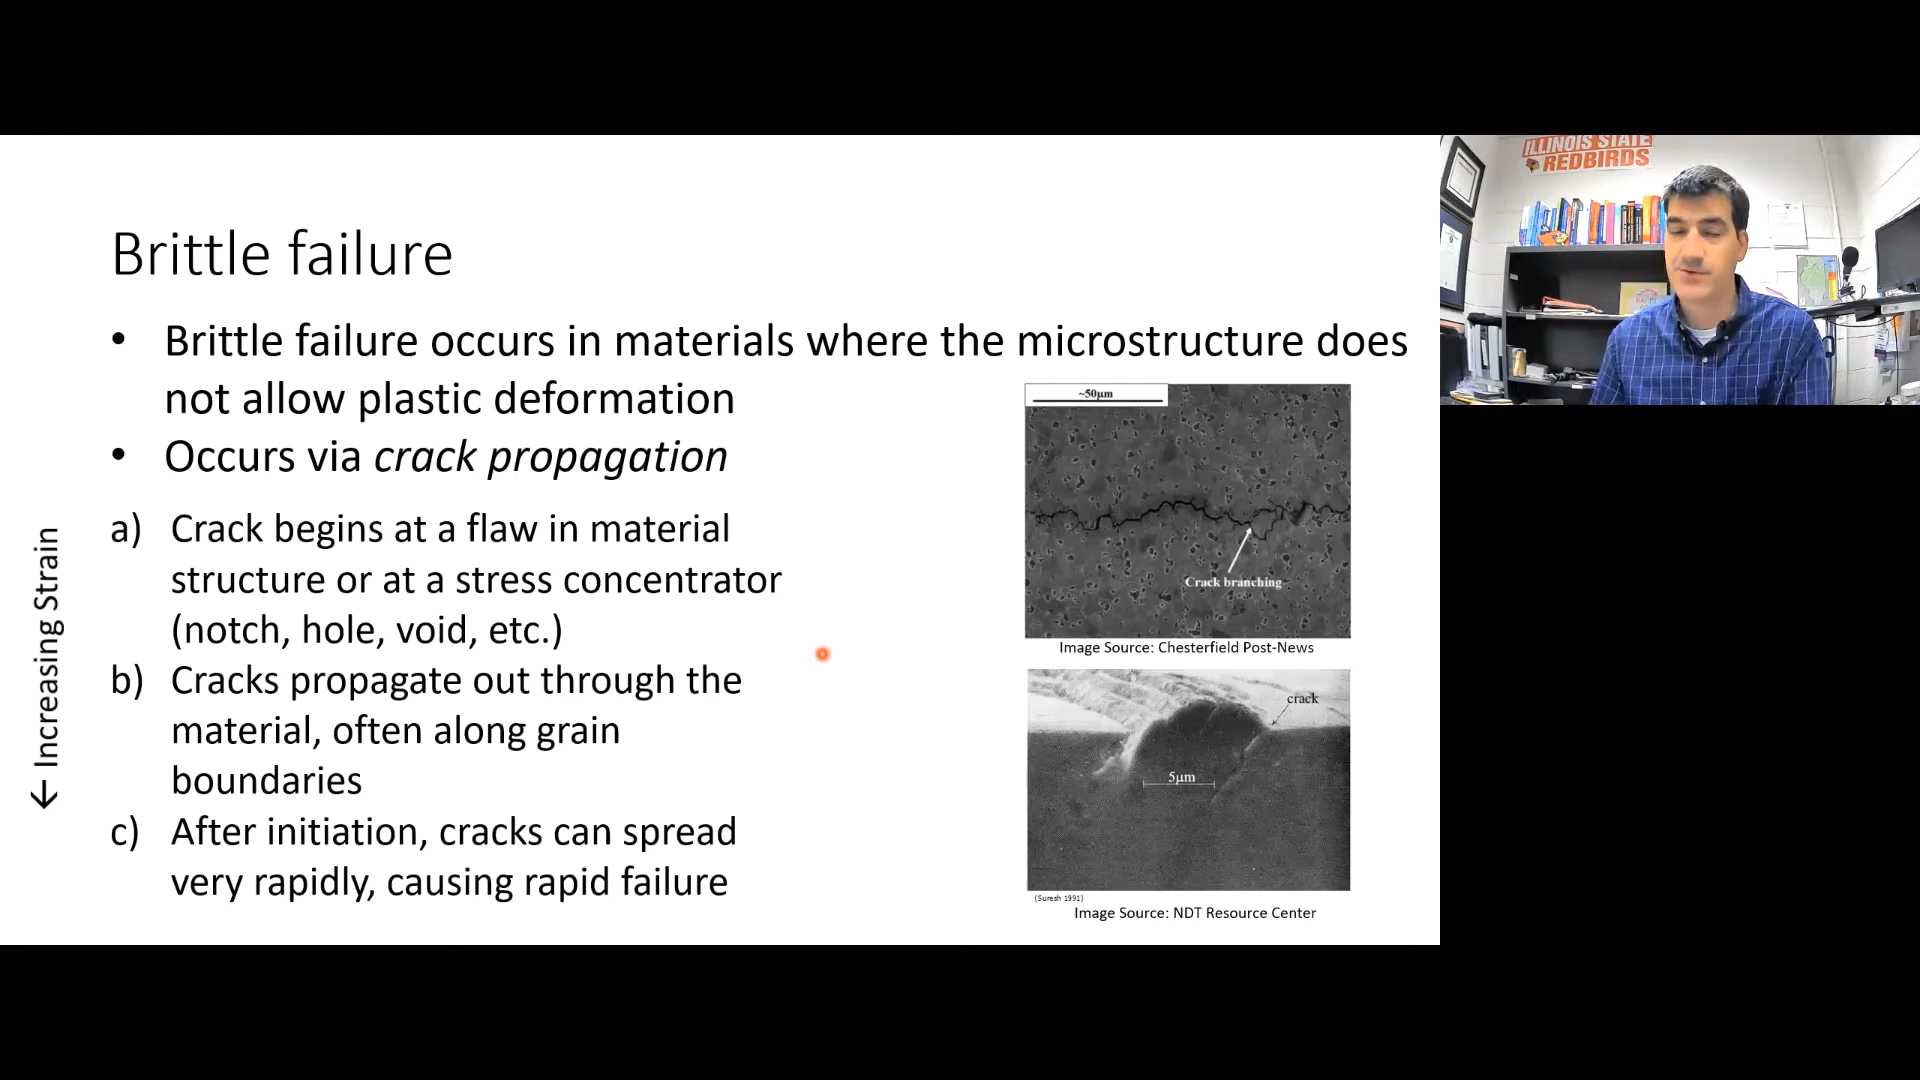 Brittle failure
• Brittle failure occurs in materials where the microstructure does
not allow plastic deformation
• Occurs via crack propagation
← Increasing Strain
a) Crack begins at a flaw in material
structure or at a stress concentrator
(notch, hole, void, etc.)
b) Cracks propagate out through the
material, often along grain
boundaries
c) After initiation, cracks can spread
very rapidly, causing rapid failure
~50μm
Crack branching
Image Source: Chesterfield Post-News
crack
5μm
(Suresh 1991)
Image Source: NDT Resource Center
ILLINOIS STATE
REDBIRDS